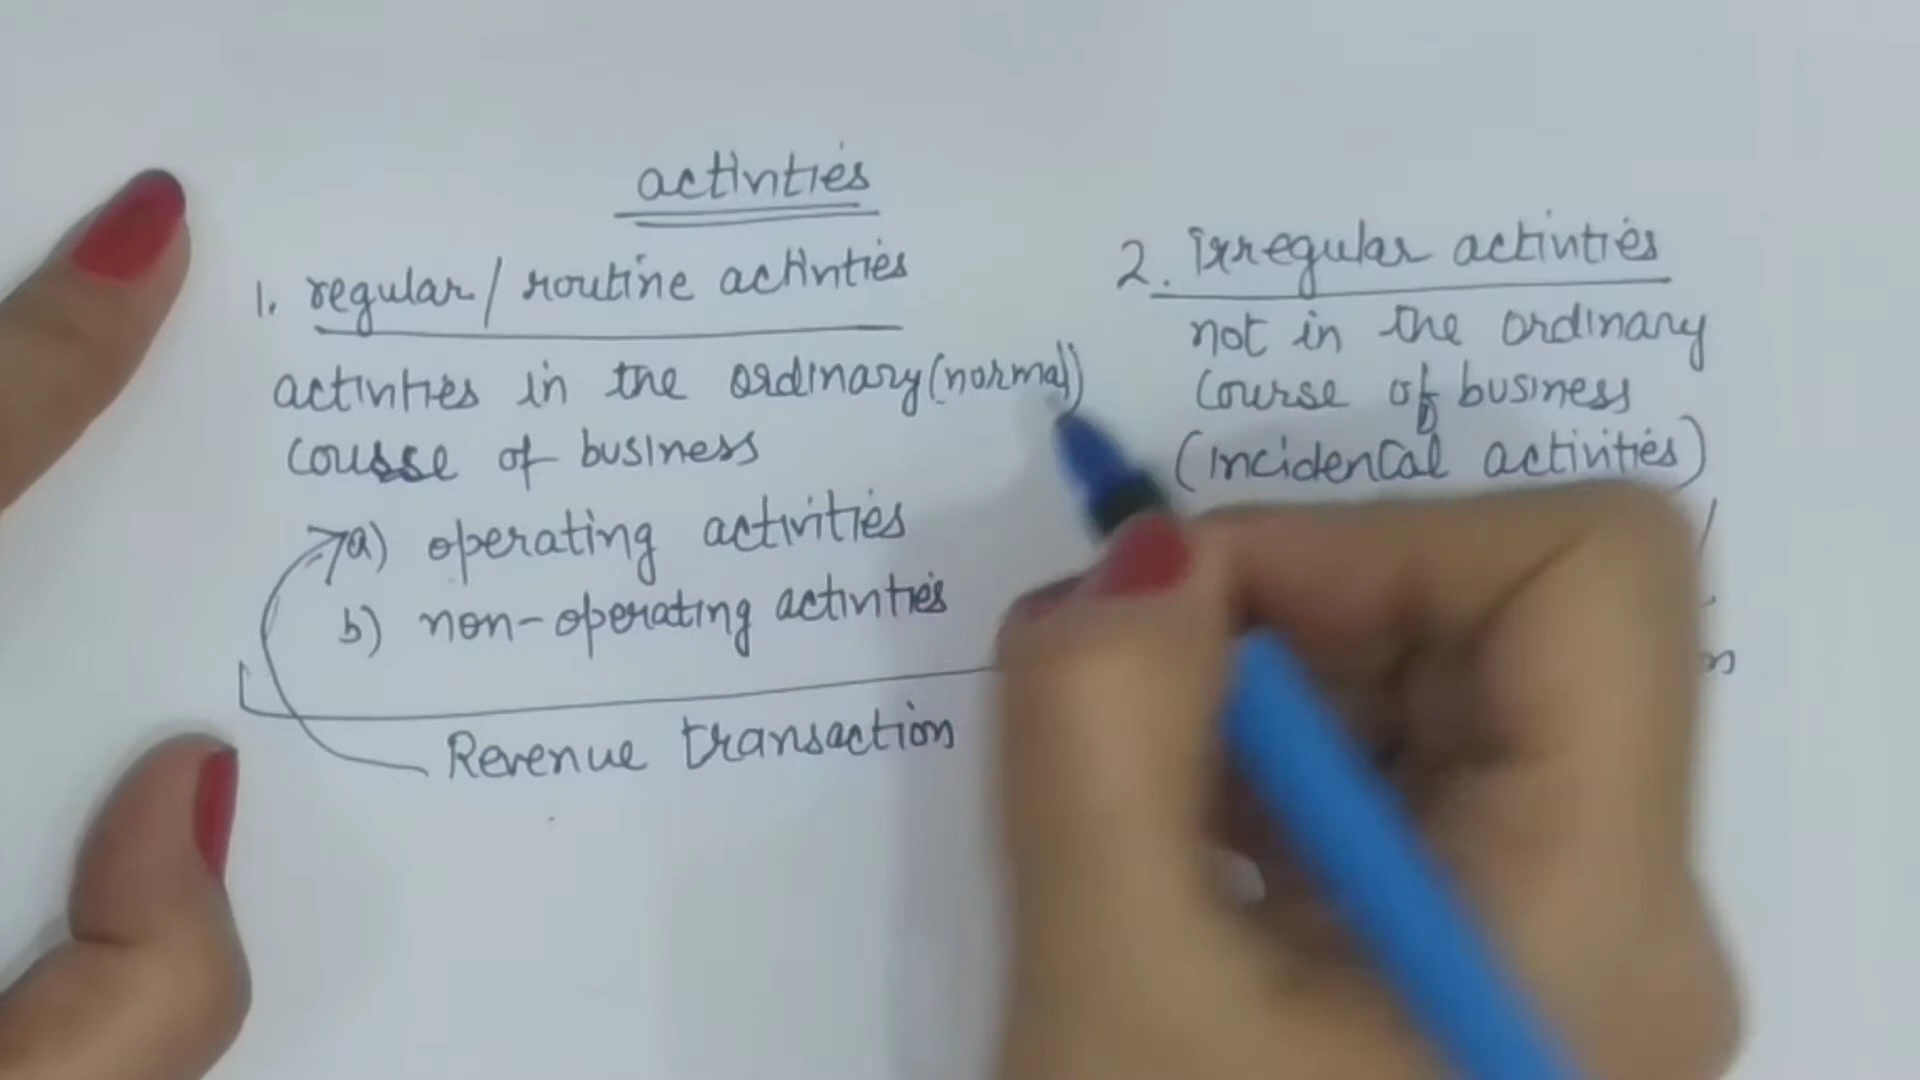 activities
1. regular / routine activities
activities in the ordinary (normal)
course of business
a) operating activities
b) non-operating activities
Revenue transaction
2. irregular activities
not in the ordinary
course of business
(incidental activities)